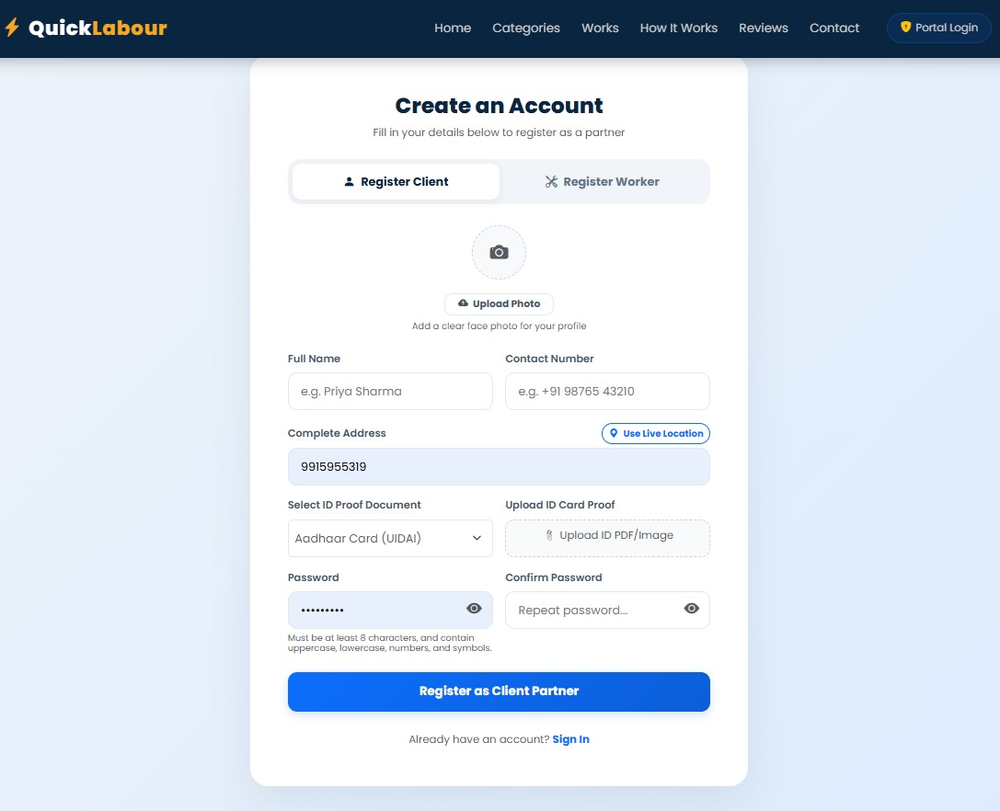 QuickLabour
Home Categories Works How It Works Reviews Contact Portal Login
Create an Account
Fill in your details below to register as a partner
Register Client Register Worker
Upload Photo
Add a clear face photo for your profile
Full Name Contact Number
e.g. Priya Sharma e.g. +91 98765 43210
Complete Address Use Live Location
9915955319
Select ID Proof Document Upload ID Card Proof
Aadhaar Card (UIDAI) Upload ID PDF/Image
Password Confirm Password
••••••••• Repeat password...
Must be at least 8 characters, and contain
uppercase, lowercase, numbers, and symbols.
Register as Client Partner
Already have an account? Sign In